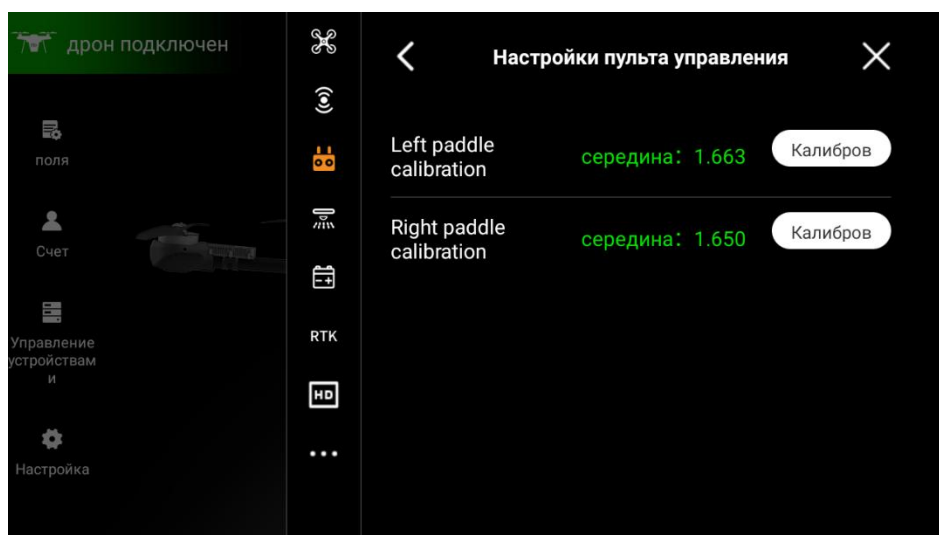 дрон подключен
поля
Счет
Управление
устройствам
и
Настройка
RTK
HD
Настройки пульта управления
Left paddle
calibration
середина: 1.663
Калибров
Right paddle
calibration
середина: 1.650
Калибров